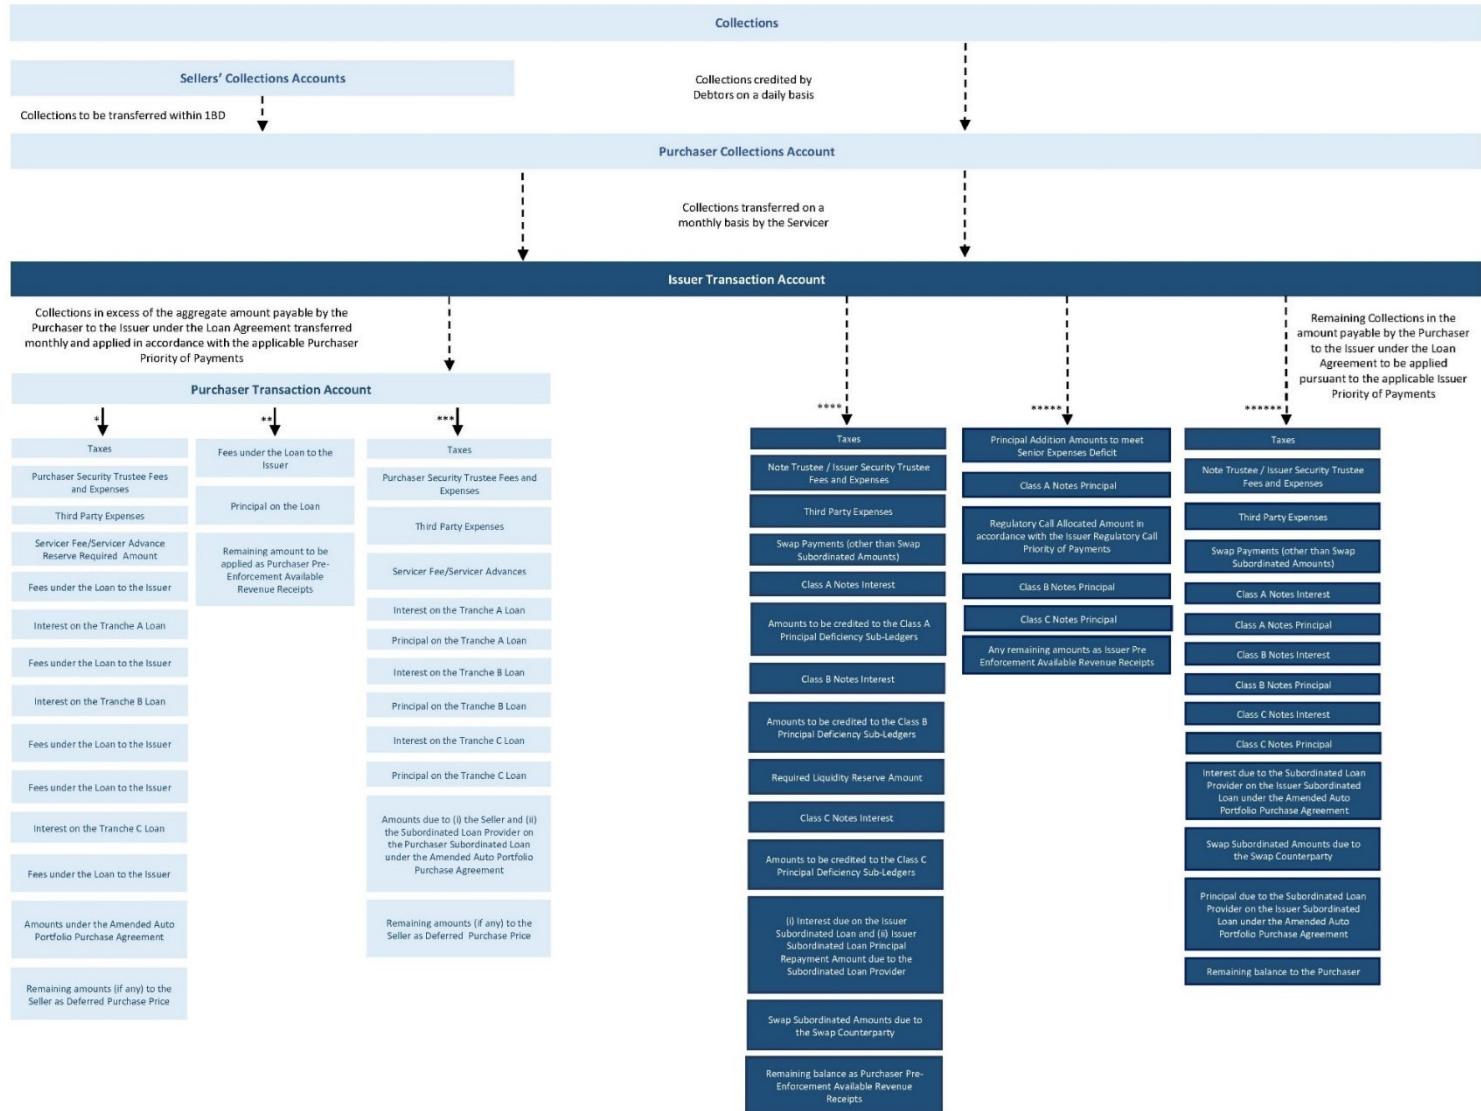 Collections
Sellers' Collections Accounts
Collections credited by
Debtors on a daily basis
Collections to be transferred within 1BD
Purchaser Collections Account
Collections transferred on a
monthly basis by the Servicer
Issuer Transaction Account
Collections in excess of the aggregate amount payable by the
Purchaser to the Issuer under the Loan Agreement transferred
monthly and applied in accordance with the applicable Purchaser
Priority of Payments
Remaining Collections in the
amount payable by the Purchaser
to the Issuer under the Loan
Agreement to be applied
pursuant to the applicable Issuer
Priority of Payments
Purchaser Transaction Account
*
Taxes
Purchaser Security Trustee Fees
and Expenses
Third Party Expenses
Servicer Fee/Servicer Advance
Reserve Required Amount
Fees under the Loan to the Issuer
Interest on the Tranche A Loan
Fees under the Loan to the Issuer
Interest on the Tranche B Loan
Fees under the Loan to the Issuer
Fees under the Loan to the Issuer
Interest on the Tranche C Loan
Fees under the Loan to the Issuer
Amounts under the Amended Auto
Portfolio Purchase Agreement
Remaining amounts (if any) to the
Seller as Deferred Purchase Price
**
Fees under the Loan to the
Issuer
Principal on the Loan
Remaining amount to be
applied as Purchaser Pre-
Enforcement Available
Revenue Receipts
***
Taxes
Purchaser Security Trustee Fees and
Expenses
Third Party Expenses
Servicer Fee/Servicer Advances
Interest on the Tranche A Loan
Principal on the Tranche A Loan
Interest on the Tranche B Loan
Principal on the Tranche B Loan
Interest on the Tranche C Loan
Principal on the Tranche C Loan
Amounts due to (i) the Seller and (ii)
the Subordinated Loan Provider on
the Purchaser Subordinated Loan
under the Amended Auto Portfolio
Purchase Agreement
Remaining amounts (if any) to the
Seller as Deferred Purchase Price
****
Taxes
Note Trustee / Issuer Security Trustee
Fees and Expenses
Third Party Expenses
Swap Payments (other than Swap
Subordinated Amounts)
Class A Notes Interest
Amounts to be credited to the Class A
Principal Deficiency Sub-Ledgers
Class B Notes Interest
Amounts to be credited to the Class B
Principal Deficiency Sub-Ledgers
Required Liquidity Reserve Amount
Class C Notes Interest
Amounts to be credited to the Class C
Principal Deficiency Sub-Ledgers
(i) Interest due on the Issuer
Subordinated Loan and (ii) Issuer
Subordinated Loan Principal
Repayment Amount due to the
Subordinated Loan Provider
Swap Subordinated Amounts due to
the Swap Counterparty
Remaining balance as Purchaser Pre-
Enforcement Available Revenue
Receipts
*****
Principal Addition Amounts to meet
Senior Expenses Deficit
Class A Notes Principal
Regulatory Call Allocated Amount in
accordance with the Issuer Regulatory Call
Priority of Payments
Class B Notes Principal
Class C Notes Principal
Any remaining amounts as Issuer Pre
Enforcement Available Revenue Receipts
******
Taxes
Note Trustee / Issuer Security Trustee
Fees and Expenses
Third Party Expenses
Swap Payments (other than Swap
Subordinated Amounts)
Class A Notes Interest
Class A Notes Principal
Class B Notes Interest
Class B Notes Principal
Class C Notes Interest
Class C Notes Principal
Interest due to the Subordinated Loan
Provider on the Issuer Subordinated
Loan under the Amended Auto
Portfolio Purchase Agreement
Swap Subordinated Amounts due to
the Swap Counterparty
Principal due to the Subordinated Loan
Provider on the Issuer Subordinated
Loan under the Amended Auto
Portfolio Purchase Agreement
Remaining balance to the Purchaser